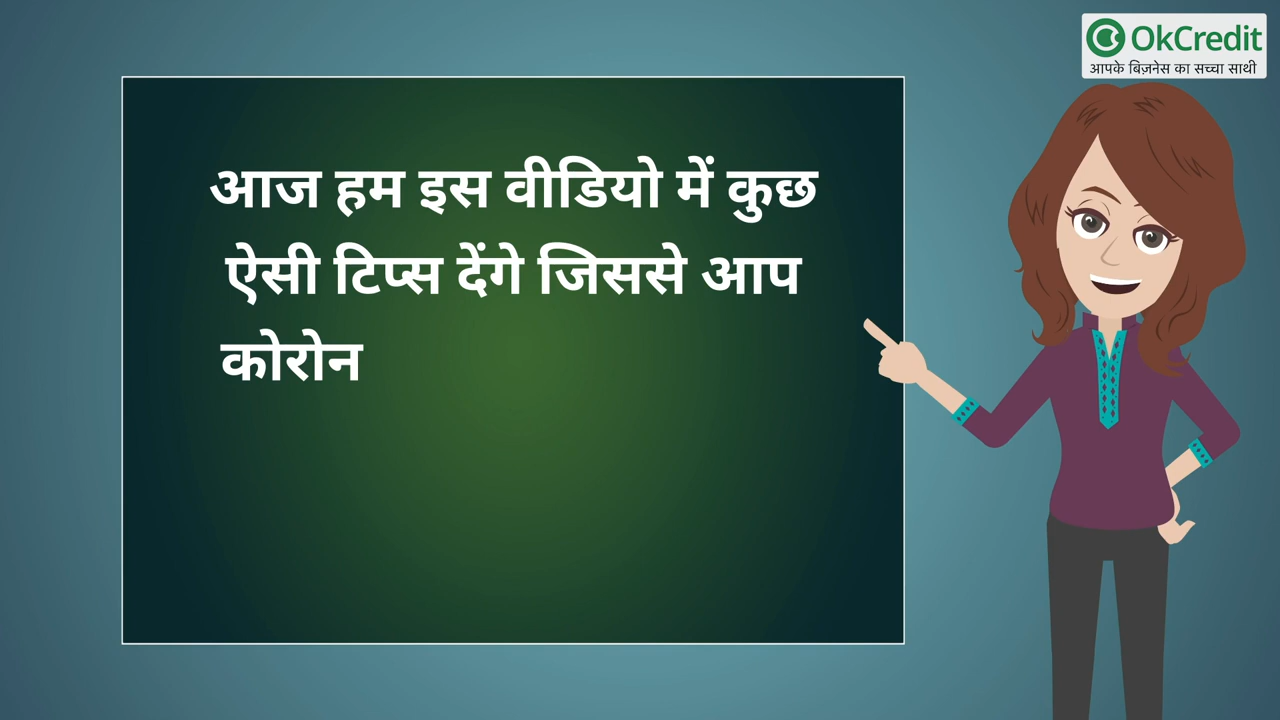 OkCredit
आपके बिज़नेस का सच्चा साथी
आज हम इस वीडियो में कुछ
ऐसी टिप्स देंगे जिससे आप
कोरोन